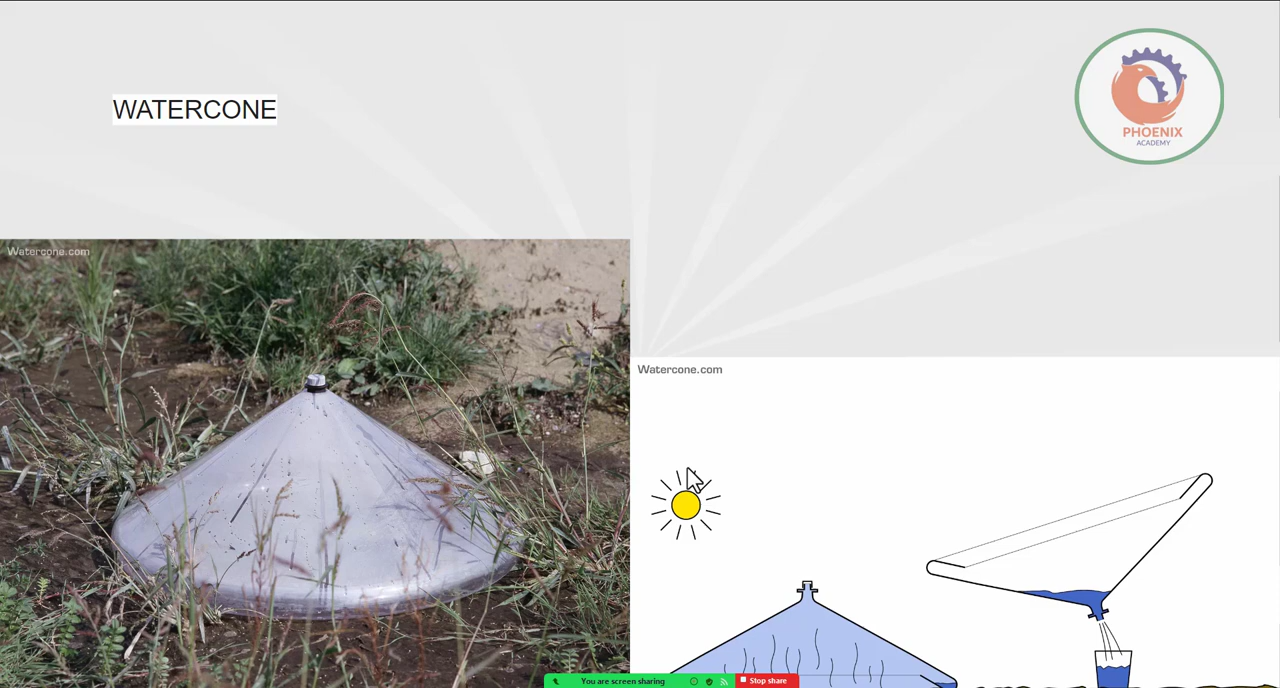 WATERCONE
PHOENIX
ACADEMY
Watercone.com
Watercone.com
You are screen sharing
Stop share